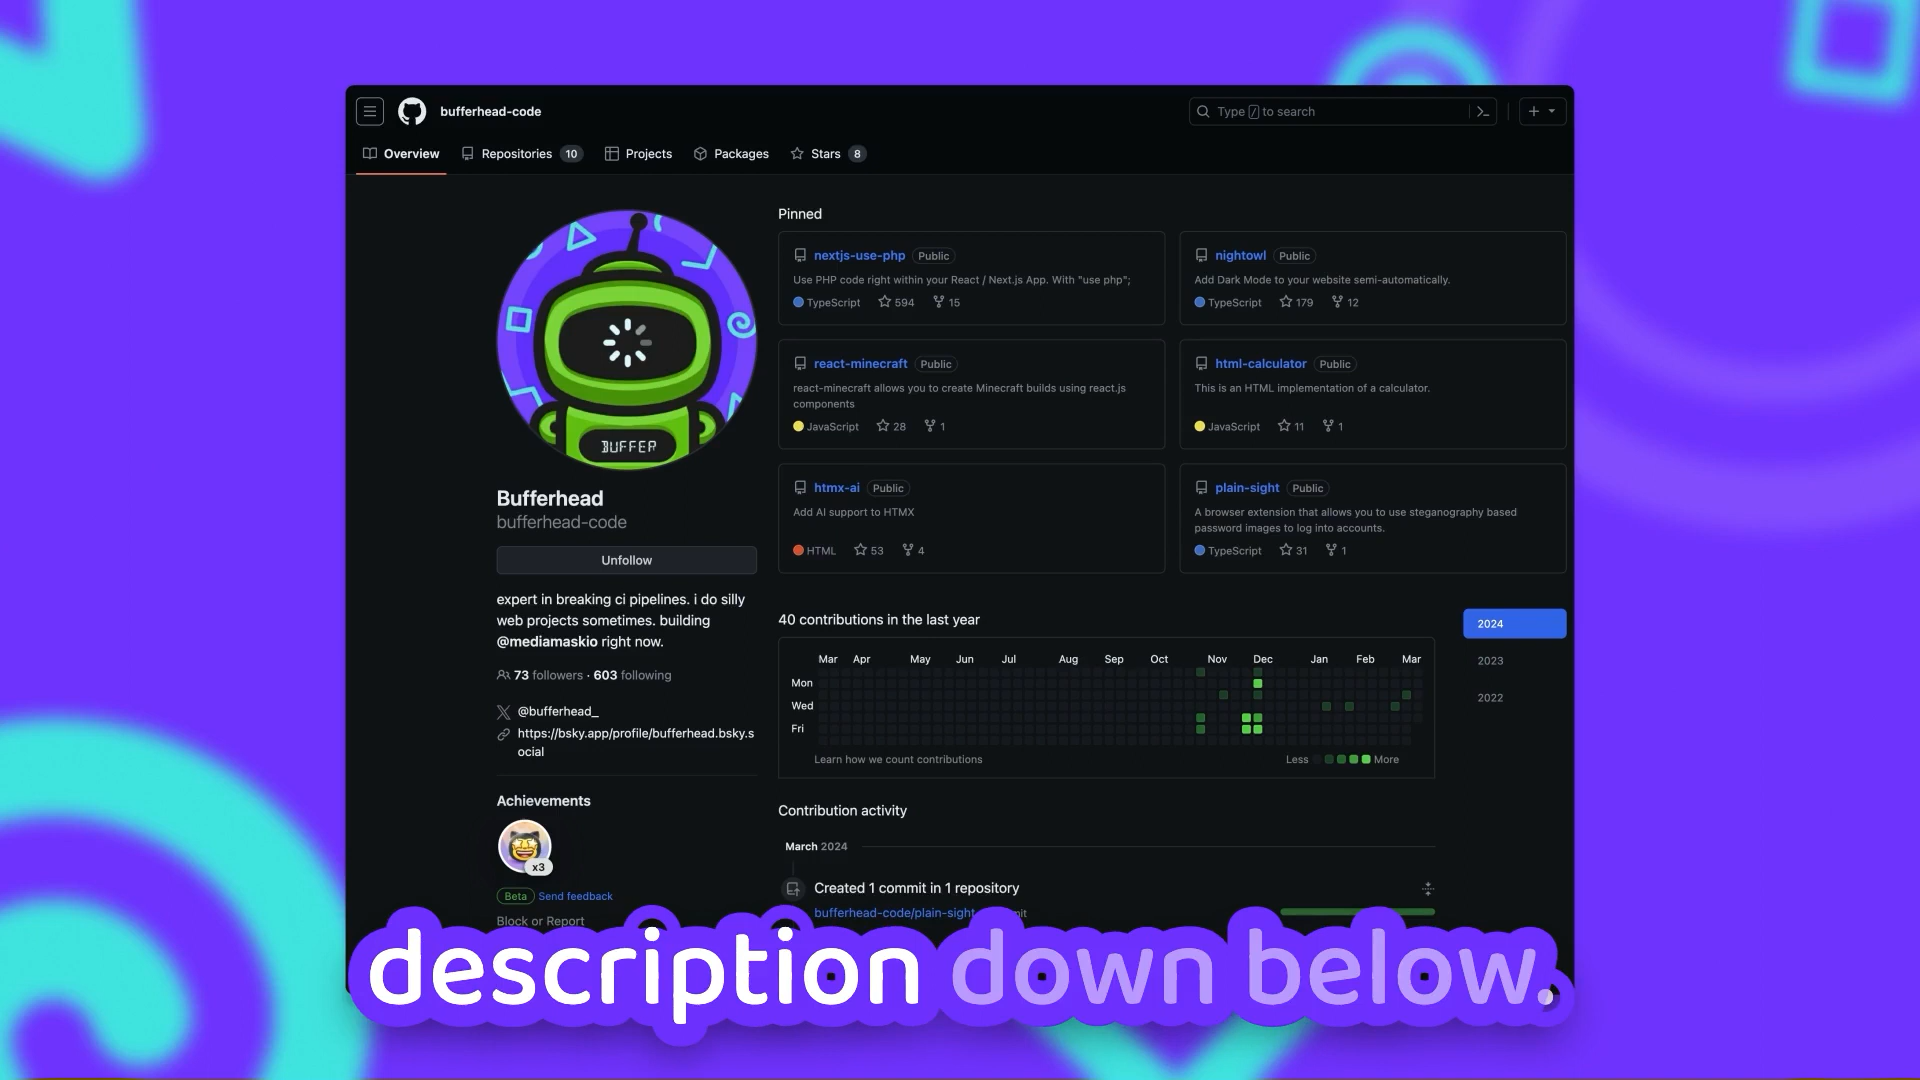 bufferhead-code
Type / to search
Overview
Repositories 10
Projects
Packages
Stars 8
BUFFER
Bufferhead
bufferhead-code
Unfollow
expert in breaking ci pipelines. i do silly
web projects sometimes. building
@mediamaskio right now.
73 followers · 603 following
@bufferhead_
https://bsky.app/profile/bufferhead.bsky.s
ocial
Achievements
x3
Beta Send feedback
Block or Report
Pinned
nextjs-use-php Public
Use PHP code right within your React / Next.js App. With "use php";
TypeScript 594 15
nightowl Public
Add Dark Mode to your website semi-automatically.
TypeScript 179 12
react-minecraft Public
react-minecraft allows you to create Minecraft builds using react.js
components
JavaScript 28 1
html-calculator Public
This is an HTML implementation of a calculator.
JavaScript 11 1
htmx-ai Public
Add AI support to HTMX
HTML 53 4
plain-sight Public
A browser extension that allows you to use steganography based
password images to log into accounts.
TypeScript 31 1
40 contributions in the last year
2024
2023
2022
Mar Apr May Jun Jul Aug Sep Oct Nov Dec Jan Feb Mar
Mon
Wed
Fri
Learn how we count contributions
Less More
Contribution activity
March 2024
Created 1 commit in 1 repository
bufferhead-code/plain-sight
description down below.